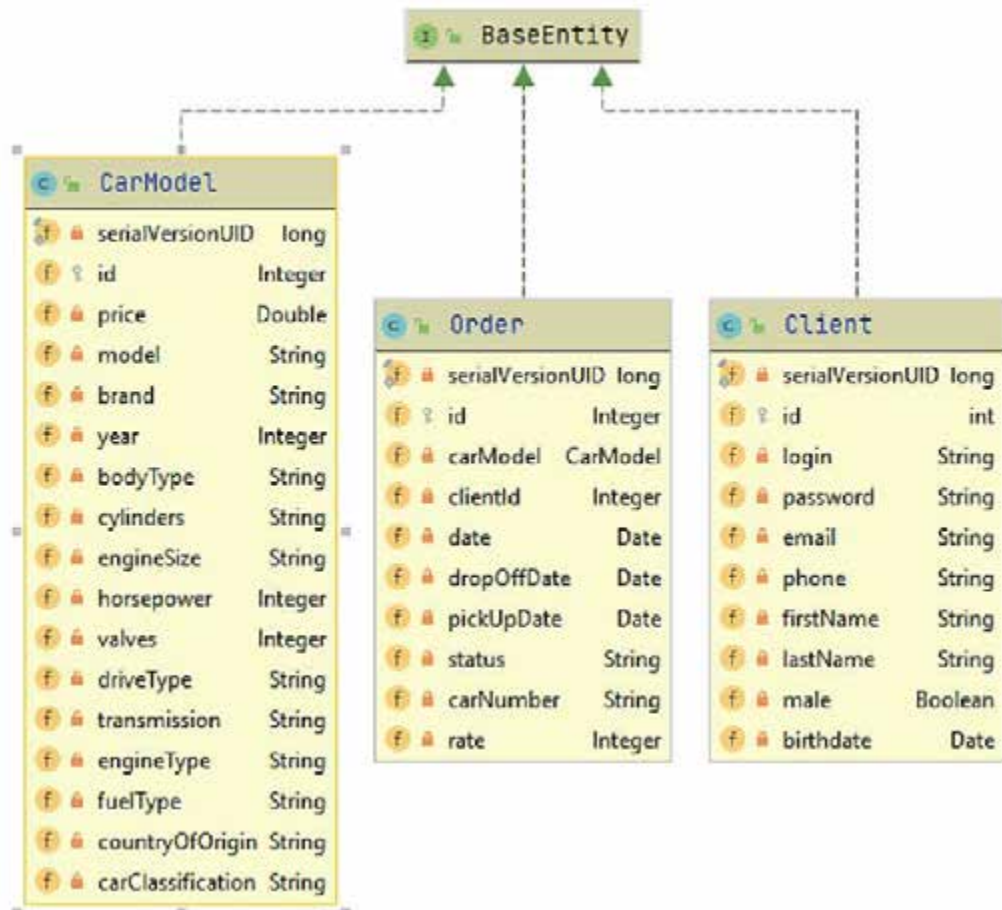 BaseEntity
CarModel
serialVersionUID long
id Integer
price Double
model String
brand String
year Integer
bodyType String
cylinders String
engineSize String
horsepower Integer
valves Integer
driveType String
transmission String
engineType String
fuelType String
countryOfOrigin String
carClassification String
Order
serialVersionUID long
id Integer
carModel CarModel
clientId Integer
date Date
dropOffDate Date
pickUpDate Date
status String
carNumber String
rate Integer
Client
serialVersionUID long
id int
login String
password String
email String
phone String
firstName String
lastName String
male Boolean
birthdate Date